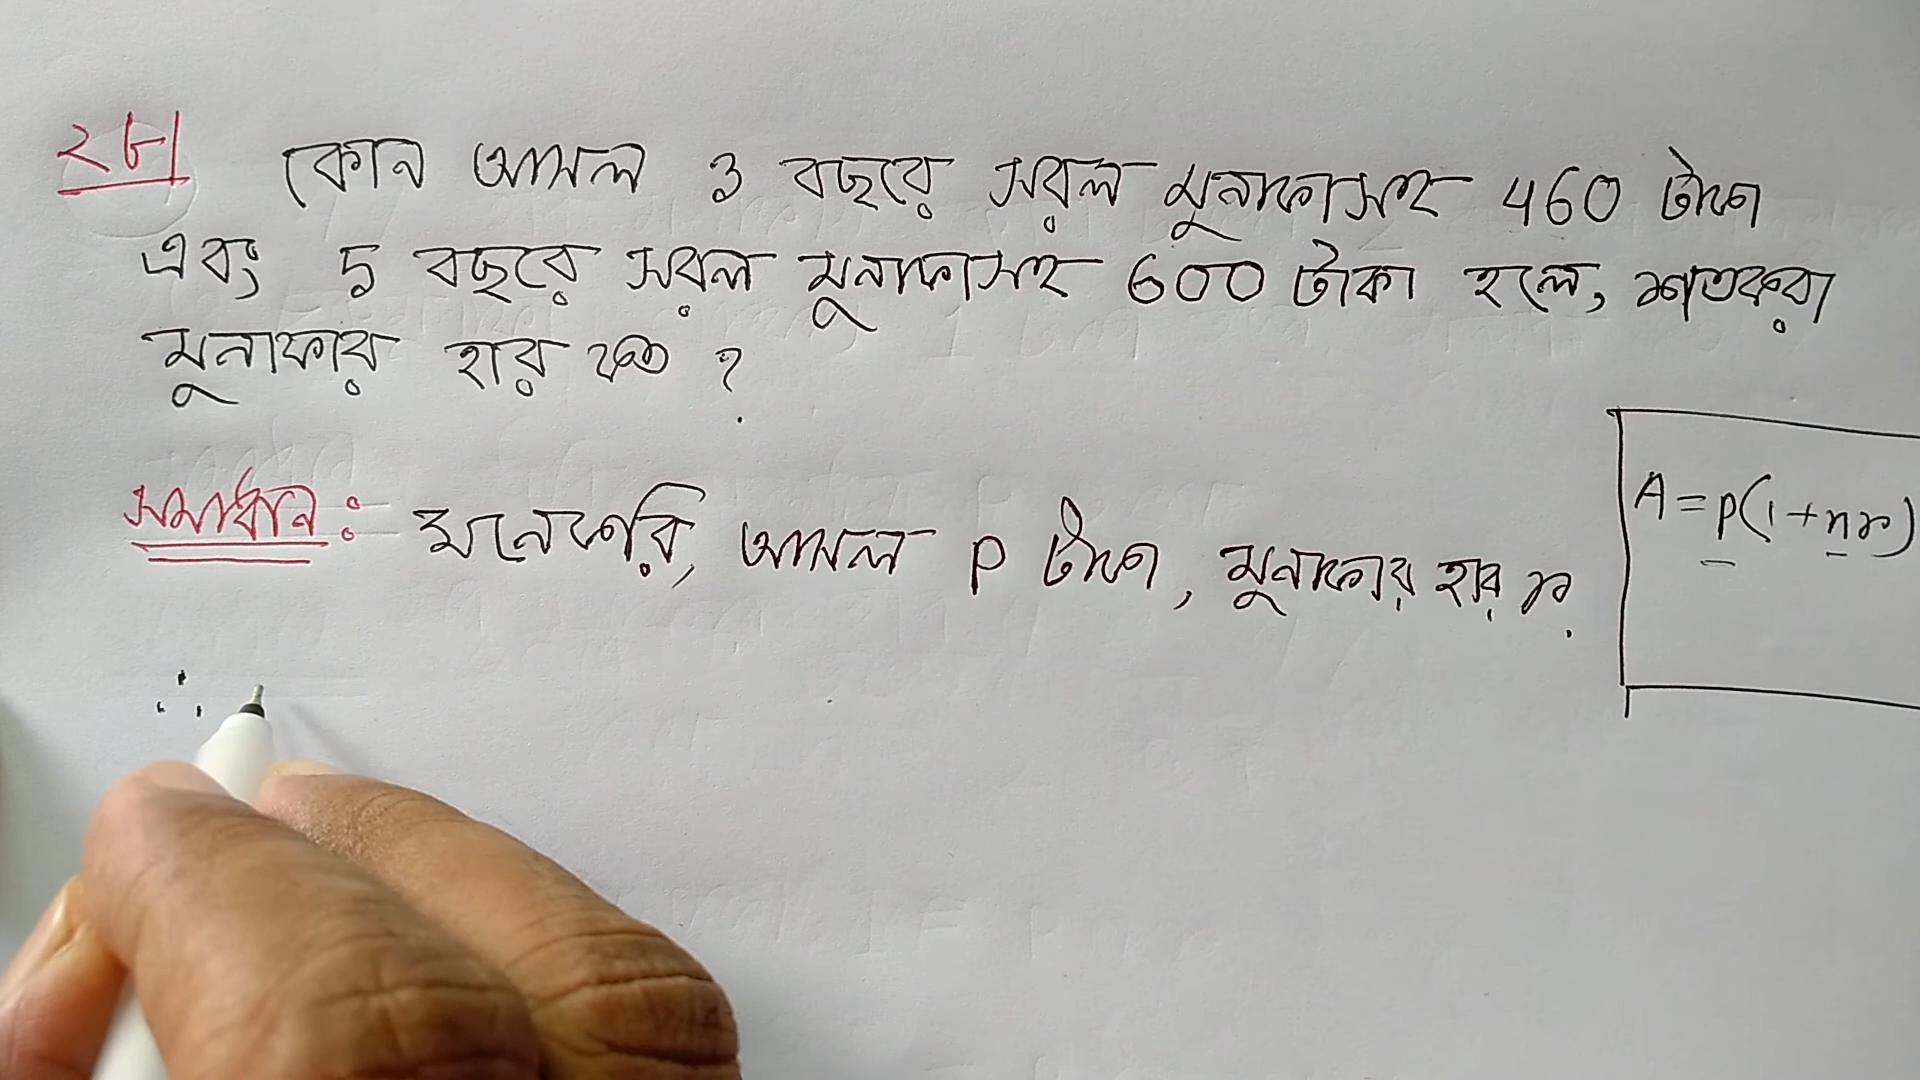 ২৮। কোন আসল 3 বছরে সরল মুনাফাসহ 460 টাকা
এবং 5 বছরে সরল মুনাফাসহ 600 টাকা হলে, শতকরা
মুনাফার হার কত ?
সমাধান : মনেকরি, আসল P টাকা, মুনাফার হার r.
A = p(1+nr)
∴